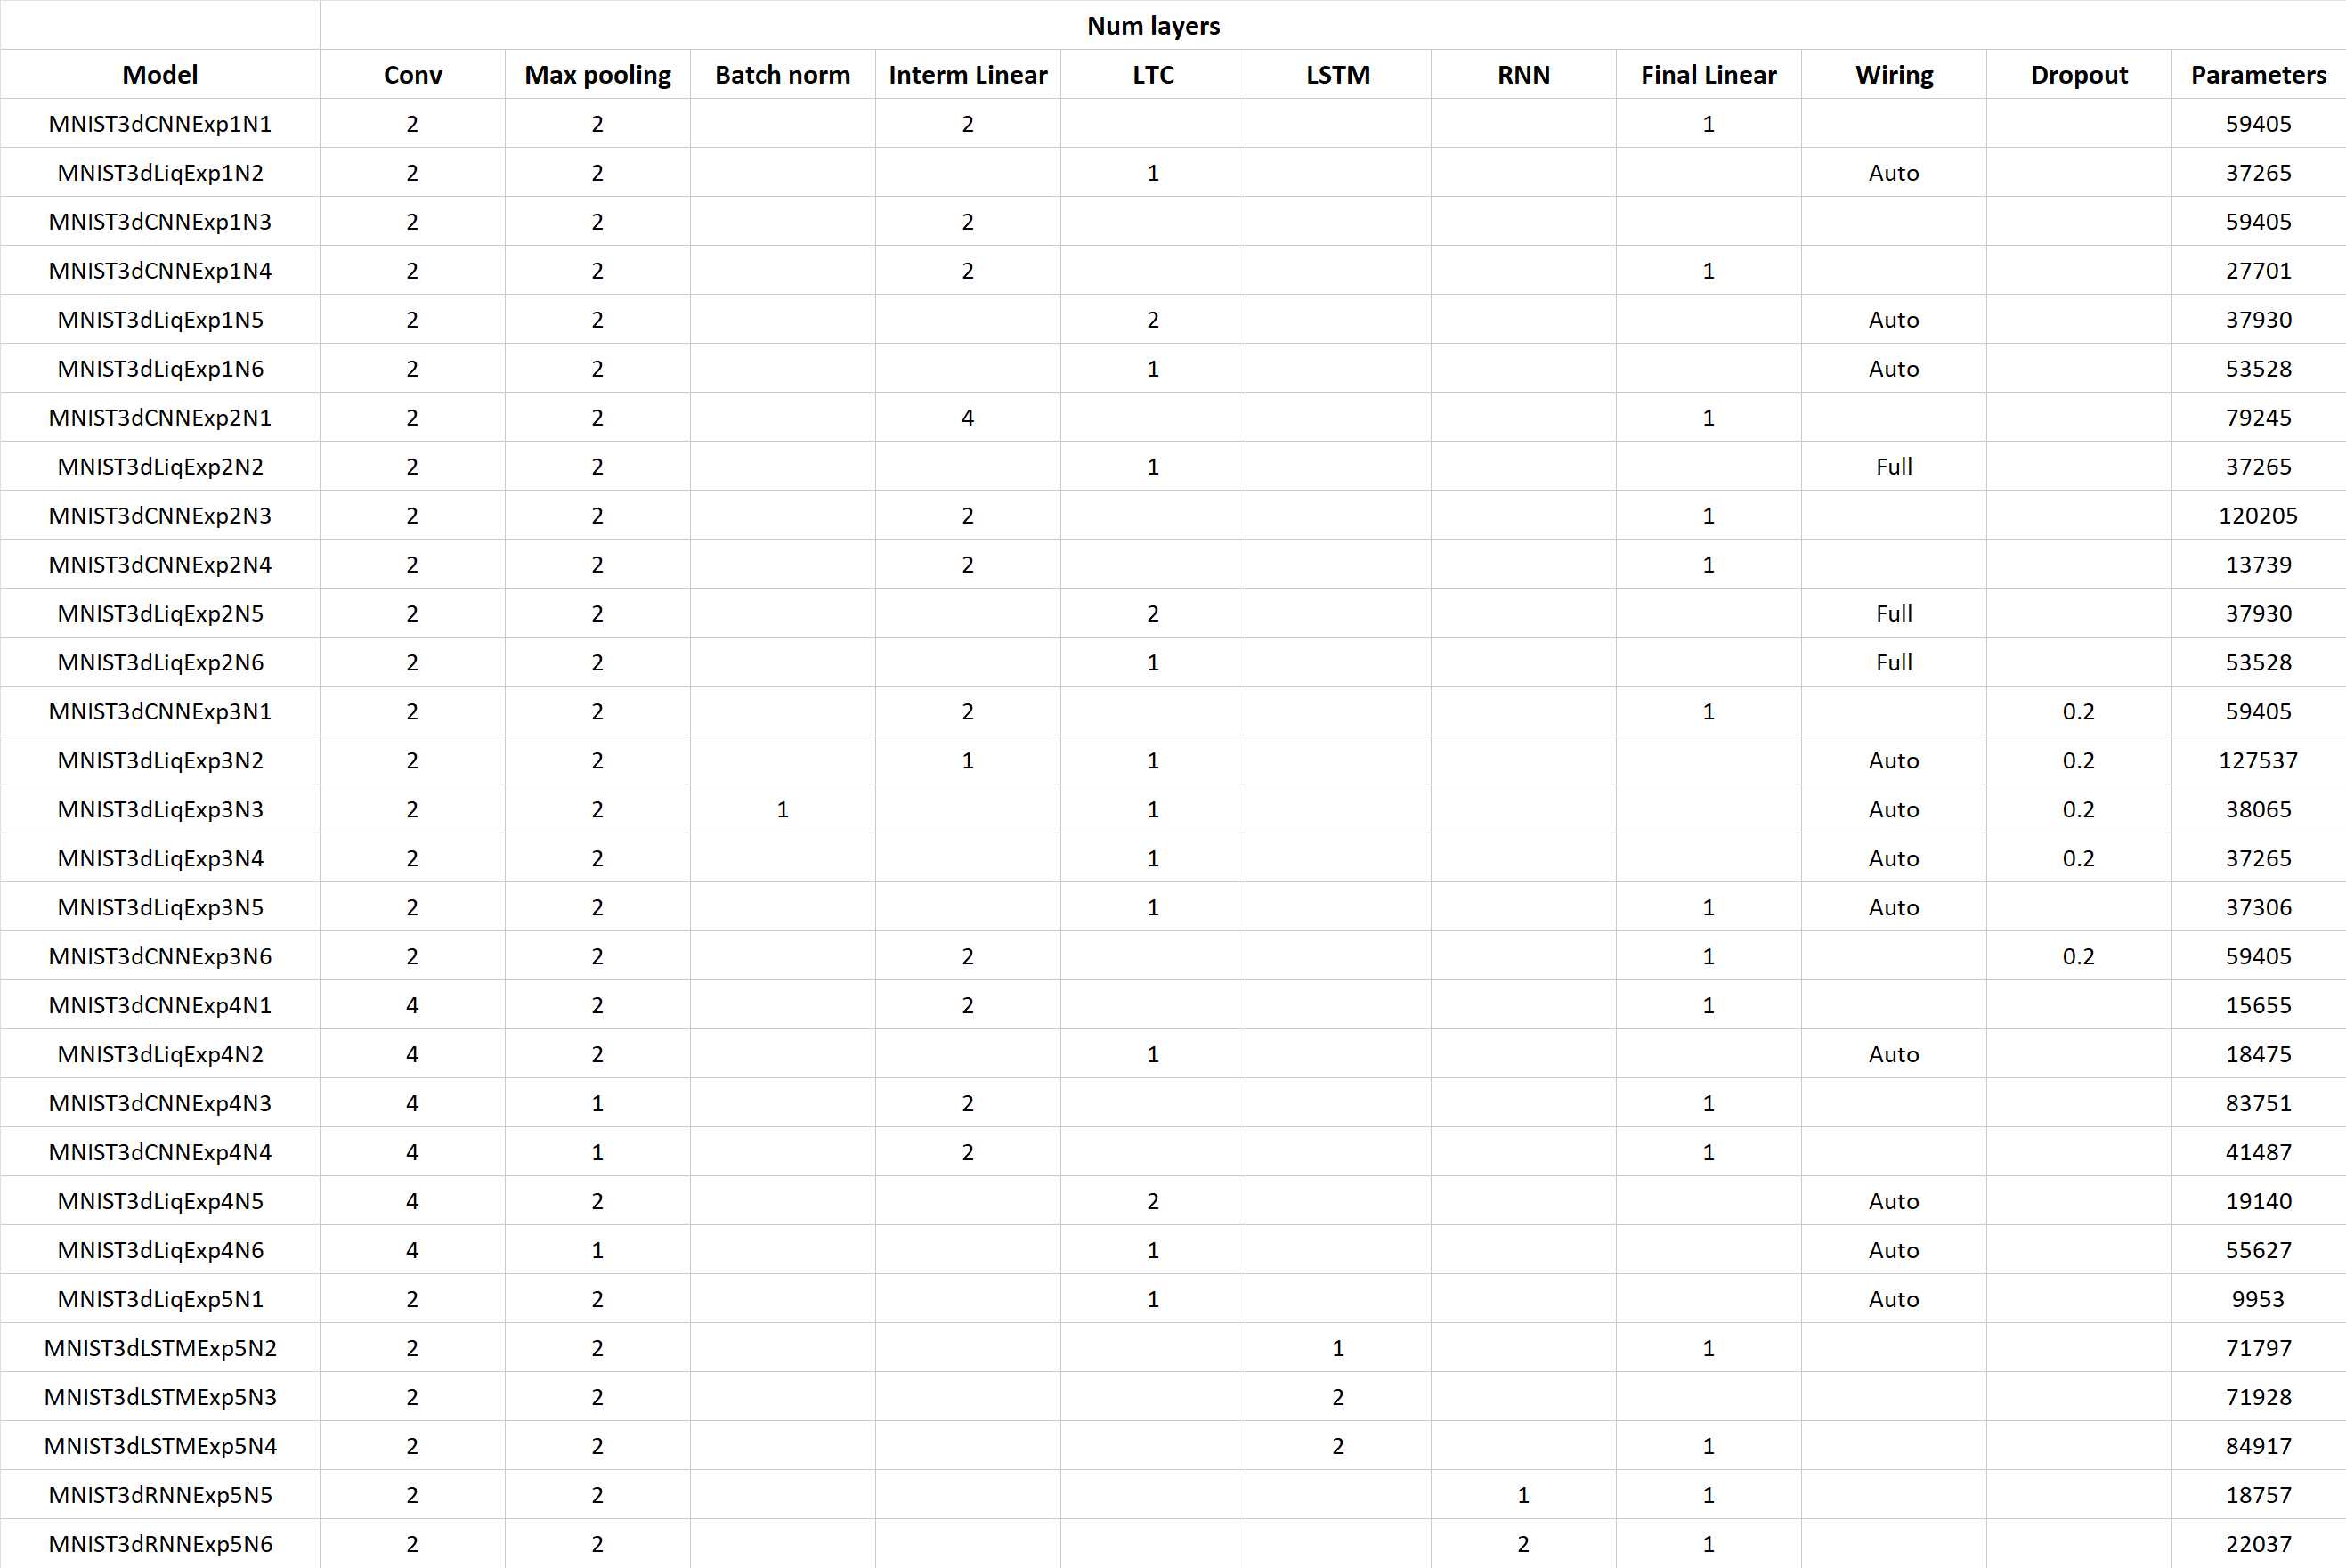 Num layers
Model Conv Max pooling Batch norm Interm Linear LTC LSTM RNN Final Linear Wiring Dropout Parameters
MNIST3dCNNExp1N1 2 2 2 1 59405
MNIST3dLiqExp1N2 2 2 1 Auto 37265
MNIST3dCNNExp1N3 2 2 2 59405
MNIST3dCNNExp1N4 2 2 2 1 27701
MNIST3dLiqExp1N5 2 2 2 Auto 37930
MNIST3dLiqExp1N6 2 2 1 Auto 53528
MNIST3dCNNExp2N1 2 2 4 1 79245
MNIST3dLiqExp2N2 2 2 1 Full 37265
MNIST3dCNNExp2N3 2 2 2 1 120205
MNIST3dCNNExp2N4 2 2 2 1 13739
MNIST3dLiqExp2N5 2 2 2 Full 37930
MNIST3dLiqExp2N6 2 2 1 Full 53528
MNIST3dCNNExp3N1 2 2 2 1 0.2 59405
MNIST3dLiqExp3N2 2 2 1 1 Auto 0.2 127537
MNIST3dLiqExp3N3 2 2 1 1 Auto 0.2 38065
MNIST3dLiqExp3N4 2 2 1 Auto 0.2 37265
MNIST3dLiqExp3N5 2 2 1 1 Auto 37306
MNIST3dCNNExp3N6 2 2 2 1 0.2 59405
MNIST3dCNNExp4N1 4 2 2 1 15655
MNIST3dLiqExp4N2 4 2 1 Auto 18475
MNIST3dCNNExp4N3 4 1 2 1 83751
MNIST3dCNNExp4N4 4 1 2 1 41487
MNIST3dLiqExp4N5 4 2 2 Auto 19140
MNIST3dLiqExp4N6 4 1 1 Auto 55627
MNIST3dLiqExp5N1 2 2 1 Auto 9953
MNIST3dLSTMExp5N2 2 2 1 1 71797
MNIST3dLSTMExp5N3 2 2 2 71928
MNIST3dLSTMExp5N4 2 2 2 1 84917
MNIST3dRNNExp5N5 2 2 1 1 18757
MNIST3dRNNExp5N6 2 2 2 1 22037